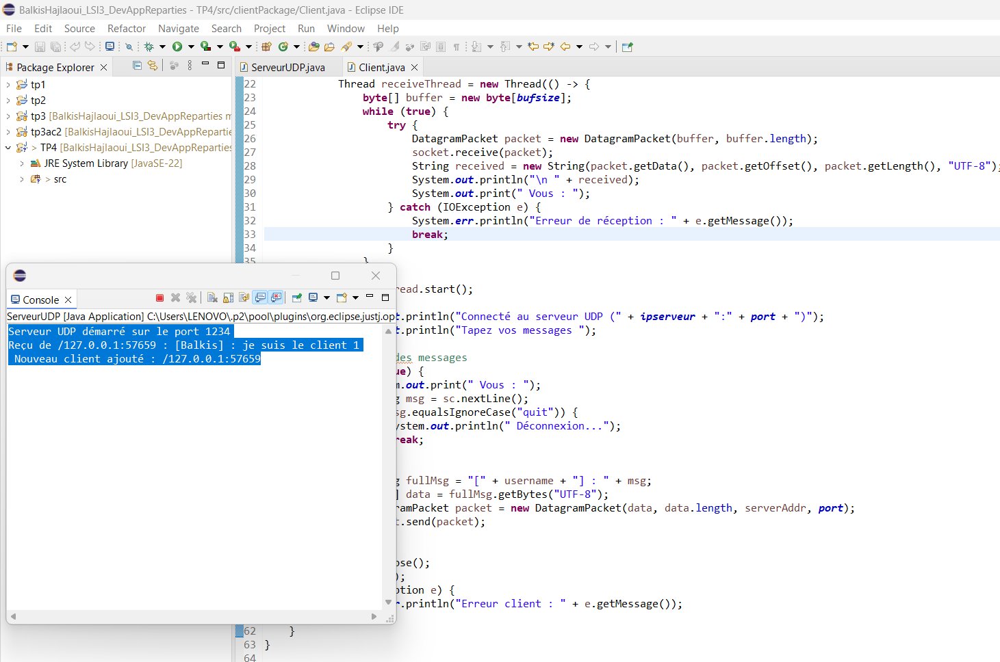 BalkisHajlaoui_LSI3_DevAppReparties - TP4/src/clientPackage/Client.java - Eclipse IDE
File Edit Source Refactor Navigate Search Project Run Window Help
Package Explorer
tp1
tp2
tp3 [BalkisHajlaoui_LSI3_DevAppReparties m
tp3ac2 [BalkisHajlaoui_LSI3_DevAppRepartie
> TP4 [BalkisHajlaoui_LSI3_DevAppReparties
JRE System Library [JavaSE-22]
> src
ServeurUDP.java Client.java
22 Thread receiveThread = new Thread(() -> {
23 byte[] buffer = new byte[bufsize];
24 while (true) {
25 try {
26 DatagramPacket packet = new DatagramPacket(buffer, buffer.length);
27 socket.receive(packet);
28 String received = new String(packet.getData(), packet.getOffset(), packet.getLength(), "UTF-8");
29 System.out.println("\n " + received);
30 System.out.print(" Vous : ");
31 } catch (IOException e) {
32 System.err.println("Erreur de réception : " + e.getMessage());
33 break;
34 }
35 }
read.start();
t.println("Connecté au serveur UDP (" + ipserveur + ":" + port + ")");
t.println("Tapez vos messages ");
des messages
ue) {
m.out.print(" Vous : ");
g msg = sc.nextLine();
sg.equalsIgnoreCase("quit")) {
ystem.out.println(" Déconnexion...");
reak;
g fullMsg = "[" + username + "] : " + msg;
] data = fullMsg.getBytes("UTF-8");
ramPacket packet = new DatagramPacket(data, data.length, serverAddr, port);
t.send(packet);
ose();
);
ption e) {
r.println("Erreur client : " + e.getMessage());
62 }
63 }
64
Console
ServeurUDP [Java Application] C:\Users\LENOVO\.p2\pool\plugins\org.eclipse.justj.op
Serveur UDP démarré sur le port 1234
Reçu de /127.0.0.1:57659 : [Balkis] : je suis le client 1
Nouveau client ajouté : /127.0.0.1:57659